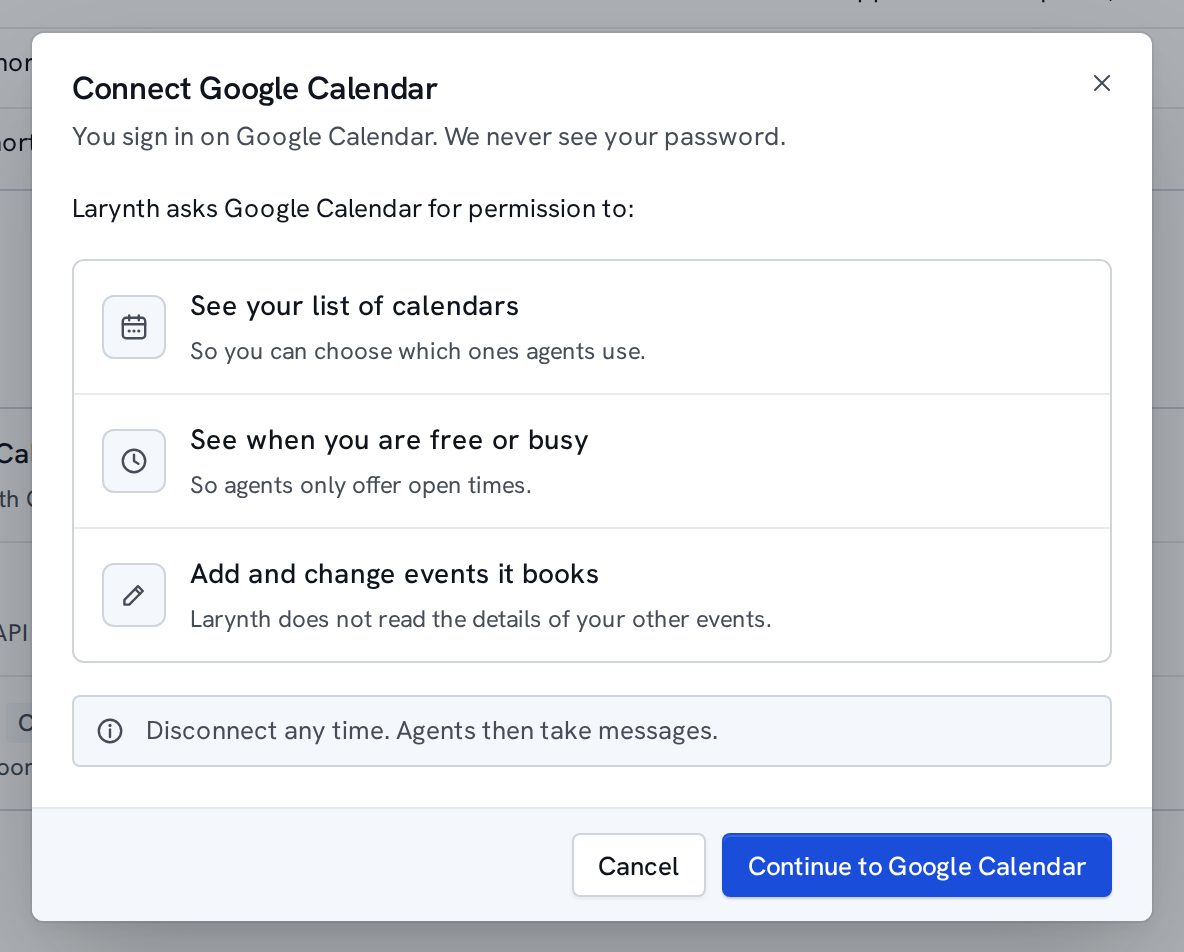 Connect Google Calendar
You sign in on Google Calendar. We never see your password.
Larynth asks Google Calendar for permission to:
See your list of calendars
So you can choose which ones agents use.
See when you are free or busy
So agents only offer open times.
Add and change events it books
Larynth does not read the details of your other events.
Disconnect any time. Agents then take messages.
Cancel
Continue to Google Calendar
API